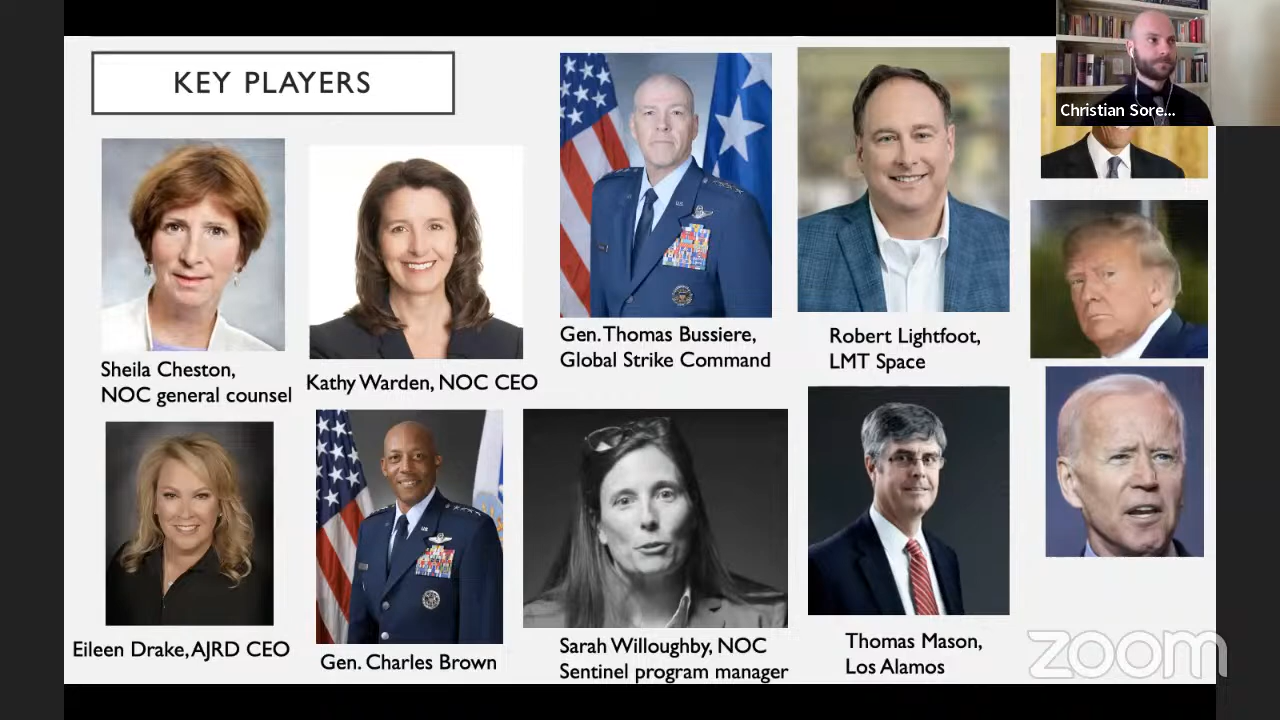 KEY PLAYERS
Christian Sore...
Sheila Cheston,
NOC general counsel
Kathy Warden, NOC CEO
Gen. Thomas Bussiere,
Global Strike Command
Robert Lightfoot,
LMT Space
Eileen Drake, AJRD CEO
Gen. Charles Brown
Sarah Willoughby, NOC
Sentinel program manager
Thomas Mason,
Los Alamos
zoom